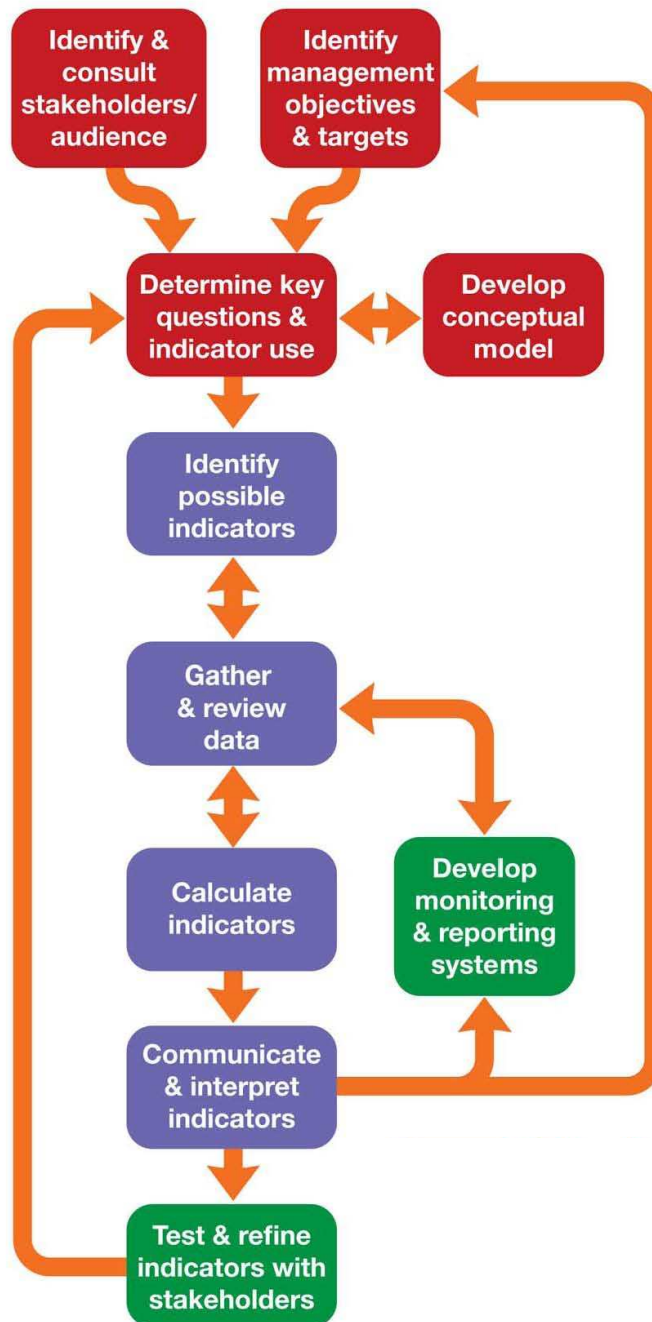 Identify &
consult
stakeholders/
audience
Identify
management
objectives
& targets
Determine key
questions &
indicator use
Develop
conceptual
model
Identify
possible
indicators
Gather
& review
data
Calculate
indicators
Develop
monitoring
& reporting
systems
Communicate
& interpret
indicators
Test & refine
indicators with
stakeholders